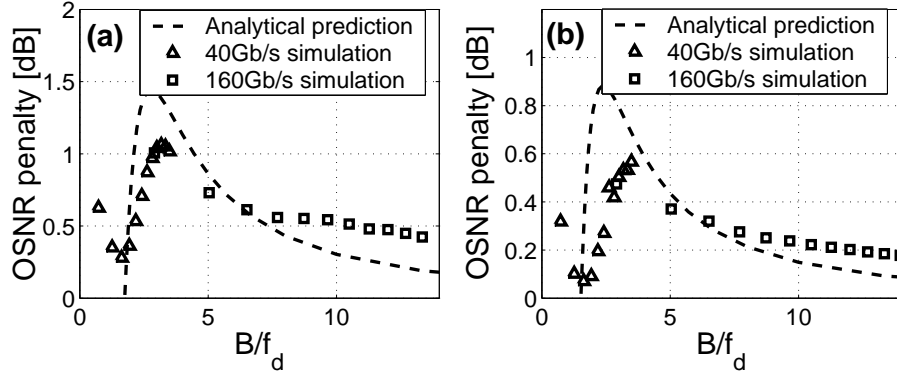 (a)
Analytical prediction
40Gb/s simulation
160Gb/s simulation
OSNR penalty [dB]
2
1.5
1
0.5
0
0 5 10
B/f_d
(b)
Analytical prediction
40Gb/s simulation
160Gb/s simulation
OSNR penalty [dB]
1
0.8
0.6
0.4
0.2
0
0 5 10
B/f_d